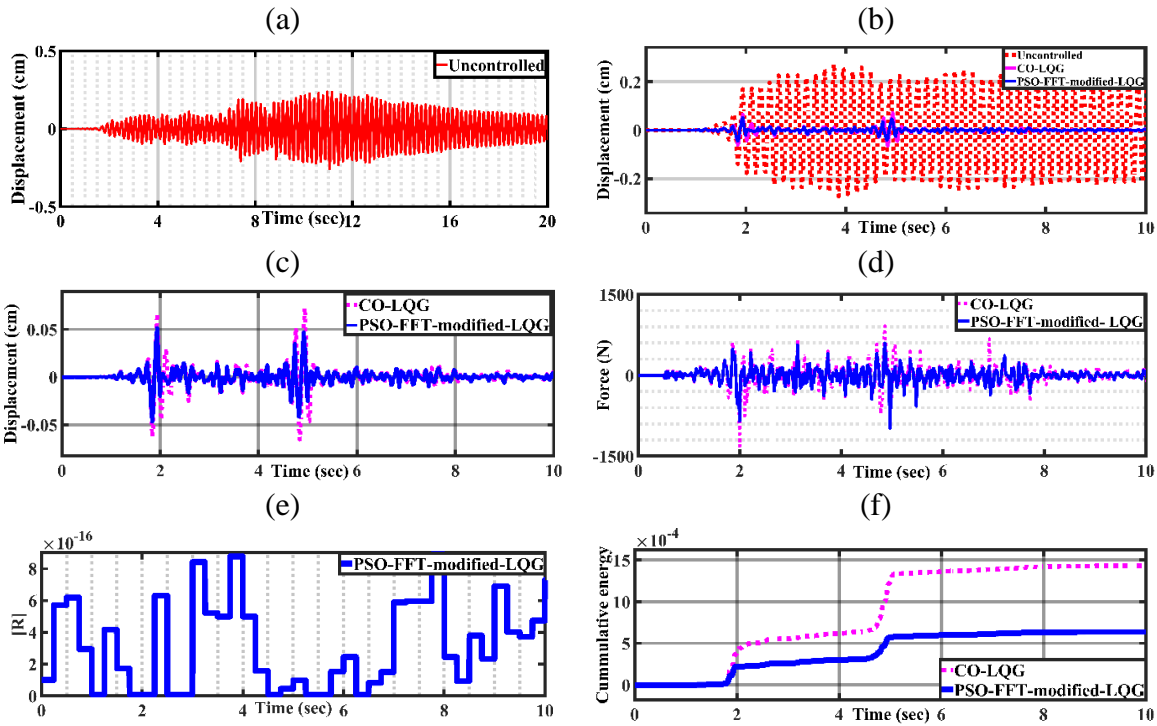 (a)
0.5
Uncontrolled
Displacement (cm)
0
-0.5
0 4 8 12 16 20
Time (sec)
(b)
Uncontrolled
CO-LQG
PSO-FFT-modified-LQG
Displacement (cm)
0.2
0
-0.2
0 2 4 6 8 10
Time (sec)
(c)
CO-LQG
PSO-FFT-modified-LQG
Displacement (cm)
0.05
0
-0.05
0 2 4 6 8 10
Time (sec)
(d)
1500
CO-LQG
PSO-FFT-modified- LQG
Force (N)
0
-1500
0 2 4 6 8 10
Time (sec)
(e)
×10-16
PSO-FFT-modified-LQG
[R]
8
6
4
2
0
0 2 4 6 8 10
Time (sec)
(f)
×10-4
Cummulative energy
15
10
5
0
CO-LQG
PSO-FFT-modified-LQG
0 2 4 6 8 10
Time (sec)